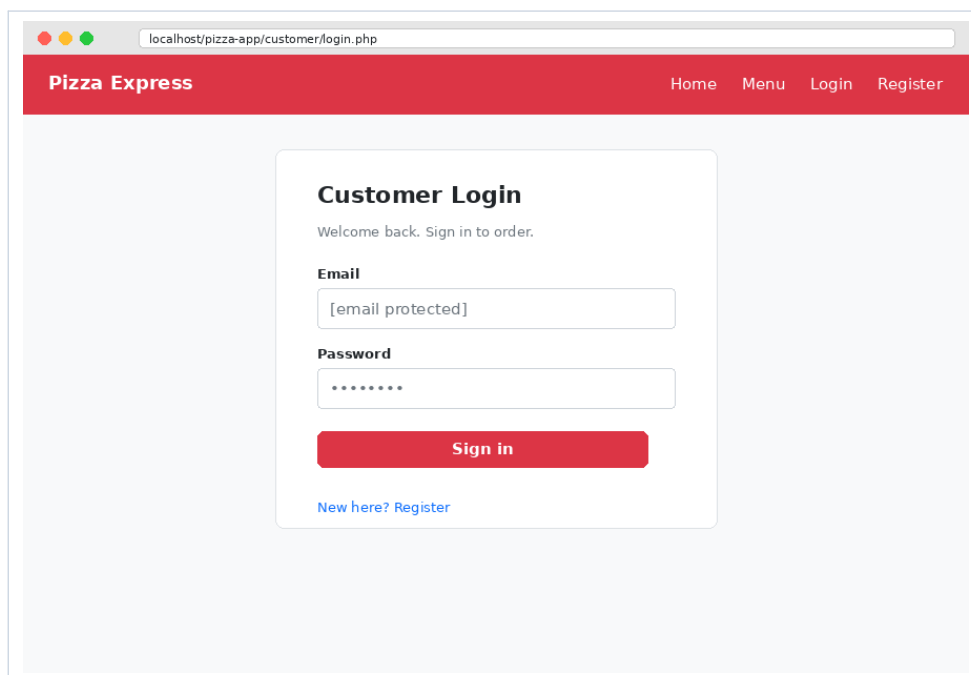 localhost/pizza-app/customer/login.php
Pizza Express Home Menu Login Register
Customer Login
Welcome back. Sign in to order.
Email
[email protected]
Password
••••••••
Sign in
New here? Register